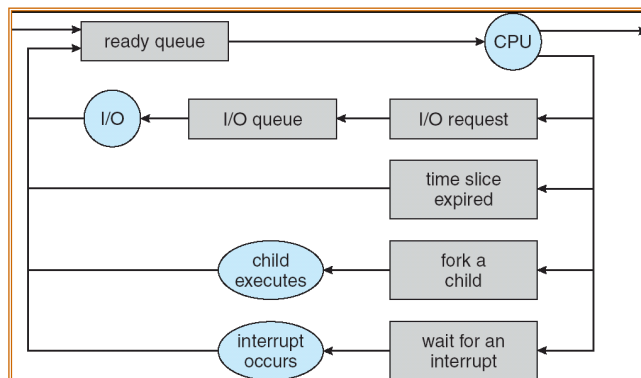 ready queue
CPU
I/O
I/O queue
I/O request
time slice
expired
child
executes
fork a
child
interrupt
occurs
wait for an
interrupt